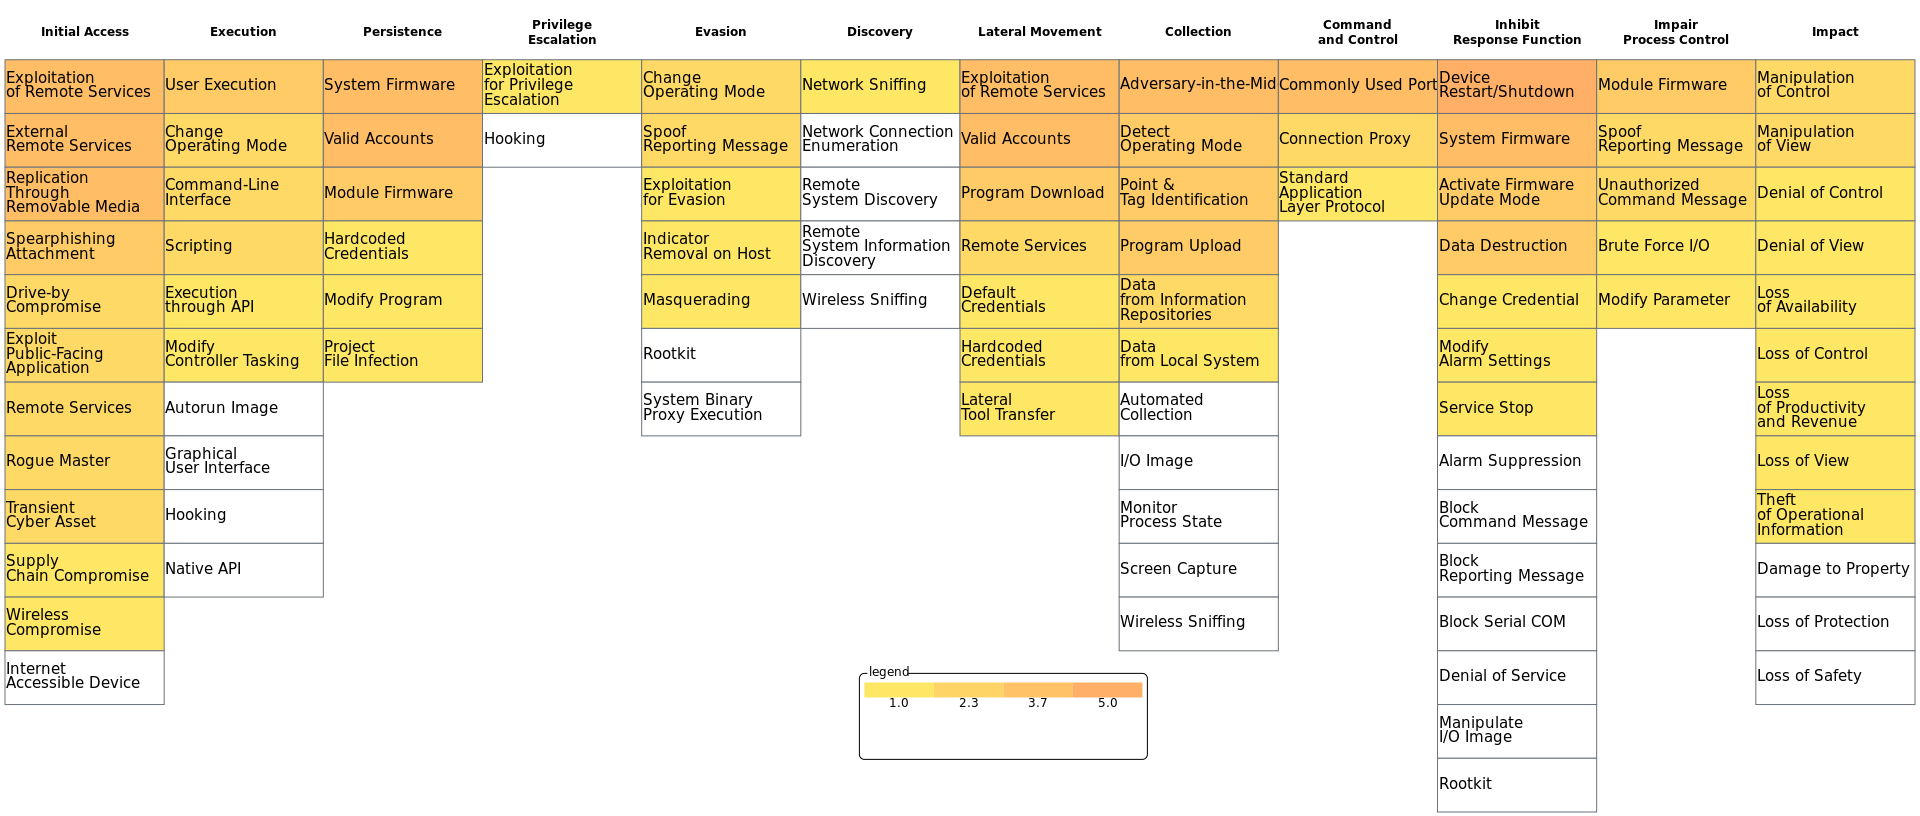 Initial Access
Execution
Persistence
Privilege
Escalation
Evasion
Discovery
Lateral Movement
Collection
Command
and Control
Inhibit
Response Function
Impair
Process Control
Impact
Exploitation
of Remote Services
External
Remote Services
Replication
Through
Removable Media
Spearphishing
Attachment
Drive-by
Compromise
Exploit
Public-Facing
Application
Remote Services
Rogue Master
Transient
Cyber Asset
Supply
Chain Compromise
Wireless
Compromise
Internet
Accessible Device
User Execution
Change
Operating Mode
Command-Line
Interface
Scripting
Execution
through API
Modify
Controller Tasking
Autorun Image
Graphical
User Interface
Hooking
Native API
System Firmware
Valid Accounts
Module Firmware
Hardcoded
Credentials
Modify Program
Project
File Infection
Exploitation
for Privilege
Escalation
Hooking
Change
Operating Mode
Spoof
Reporting Message
Exploitation
for Evasion
Indicator
Removal on Host
Masquerading
Rootkit
System Binary
Proxy Execution
Network Sniffing
Network Connection
Enumeration
Remote
System Discovery
Remote
System Information
Discovery
Wireless Sniffing
Exploitation
of Remote Services
Valid Accounts
Program Download
Remote Services
Default
Credentials
Hardcoded
Credentials
Lateral
Tool Transfer
Adversary-in-the-Mid
Detect
Operating Mode
Point &
Tag Identification
Program Upload
Data
from Information
Repositories
Data
from Local System
Automated
Collection
I/O Image
Monitor
Process State
Screen Capture
Wireless Sniffing
Commonly Used Port
Connection Proxy
Standard
Application
Layer Protocol
Device
Restart/Shutdown
System Firmware
Activate Firmware
Update Mode
Data Destruction
Change Credential
Modify
Alarm Settings
Service Stop
Alarm Suppression
Block
Command Message
Block
Reporting Message
Block Serial COM
Denial of Service
Manipulate
I/O Image
Rootkit
Module Firmware
Spoof
Reporting Message
Unauthorized
Command Message
Brute Force I/O
Modify Parameter
Manipulation
of Control
Manipulation
of View
Denial of Control
Denial of View
Loss
of Availability
Loss of Control
Loss
of Productivity
and Revenue
Loss of View
Theft
of Operational
Information
Damage to Property
Loss of Protection
Loss of Safety
legend
1.0 2.3 3.7 5.0